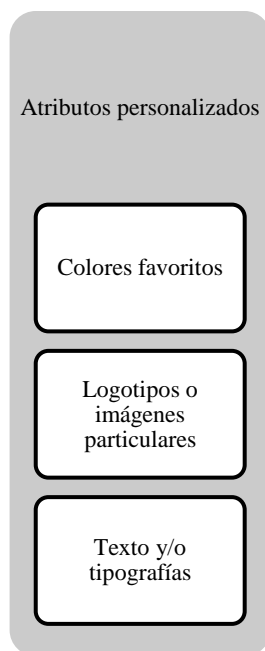 Atributos personalizados
Colores favoritos
Logotipos o
imágenes
particulares
Texto y/o
tipografías